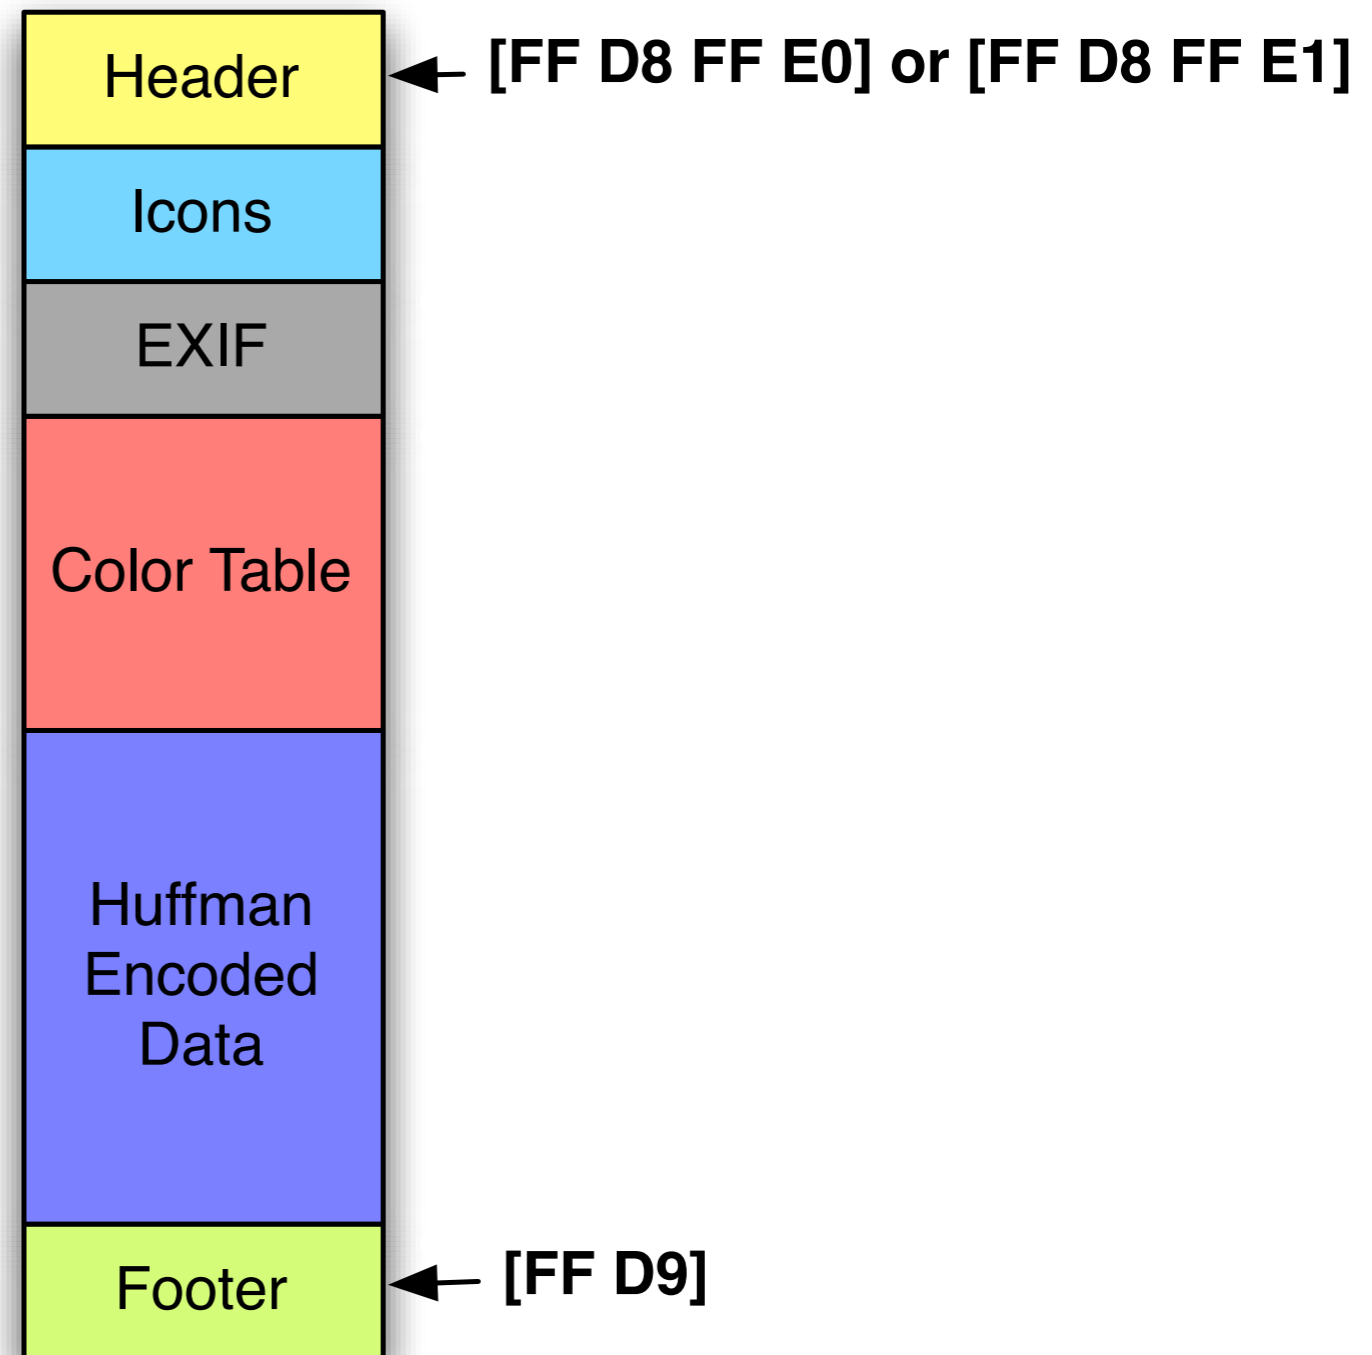 Header
[FF D8 FF E0] or [FF D8 FF E1]
Icons
EXIF
Color Table
Huffman
Encoded
Data
Footer
[FF D9]